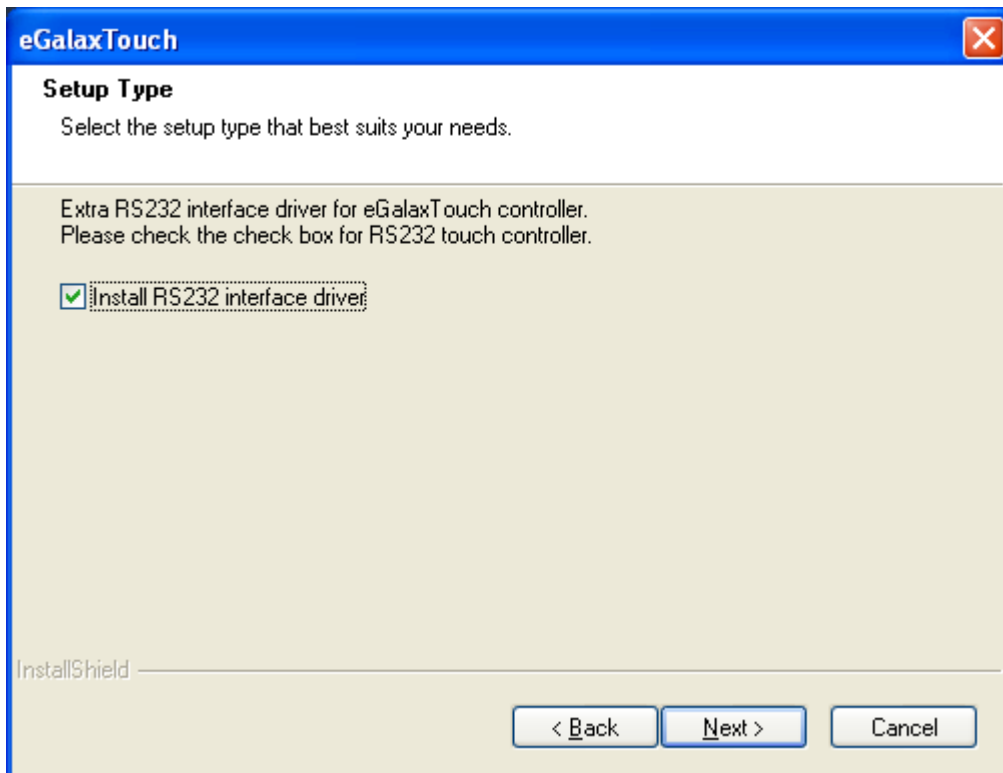 eGalaxTouch
Setup Type
Select the setup type that best suits your needs.
Extra RS232 interface driver for eGalaxTouch controller.
Please check the check box for RS232 touch controller.
Install RS232 interface driver
InstallShield
< Back Next > Cancel